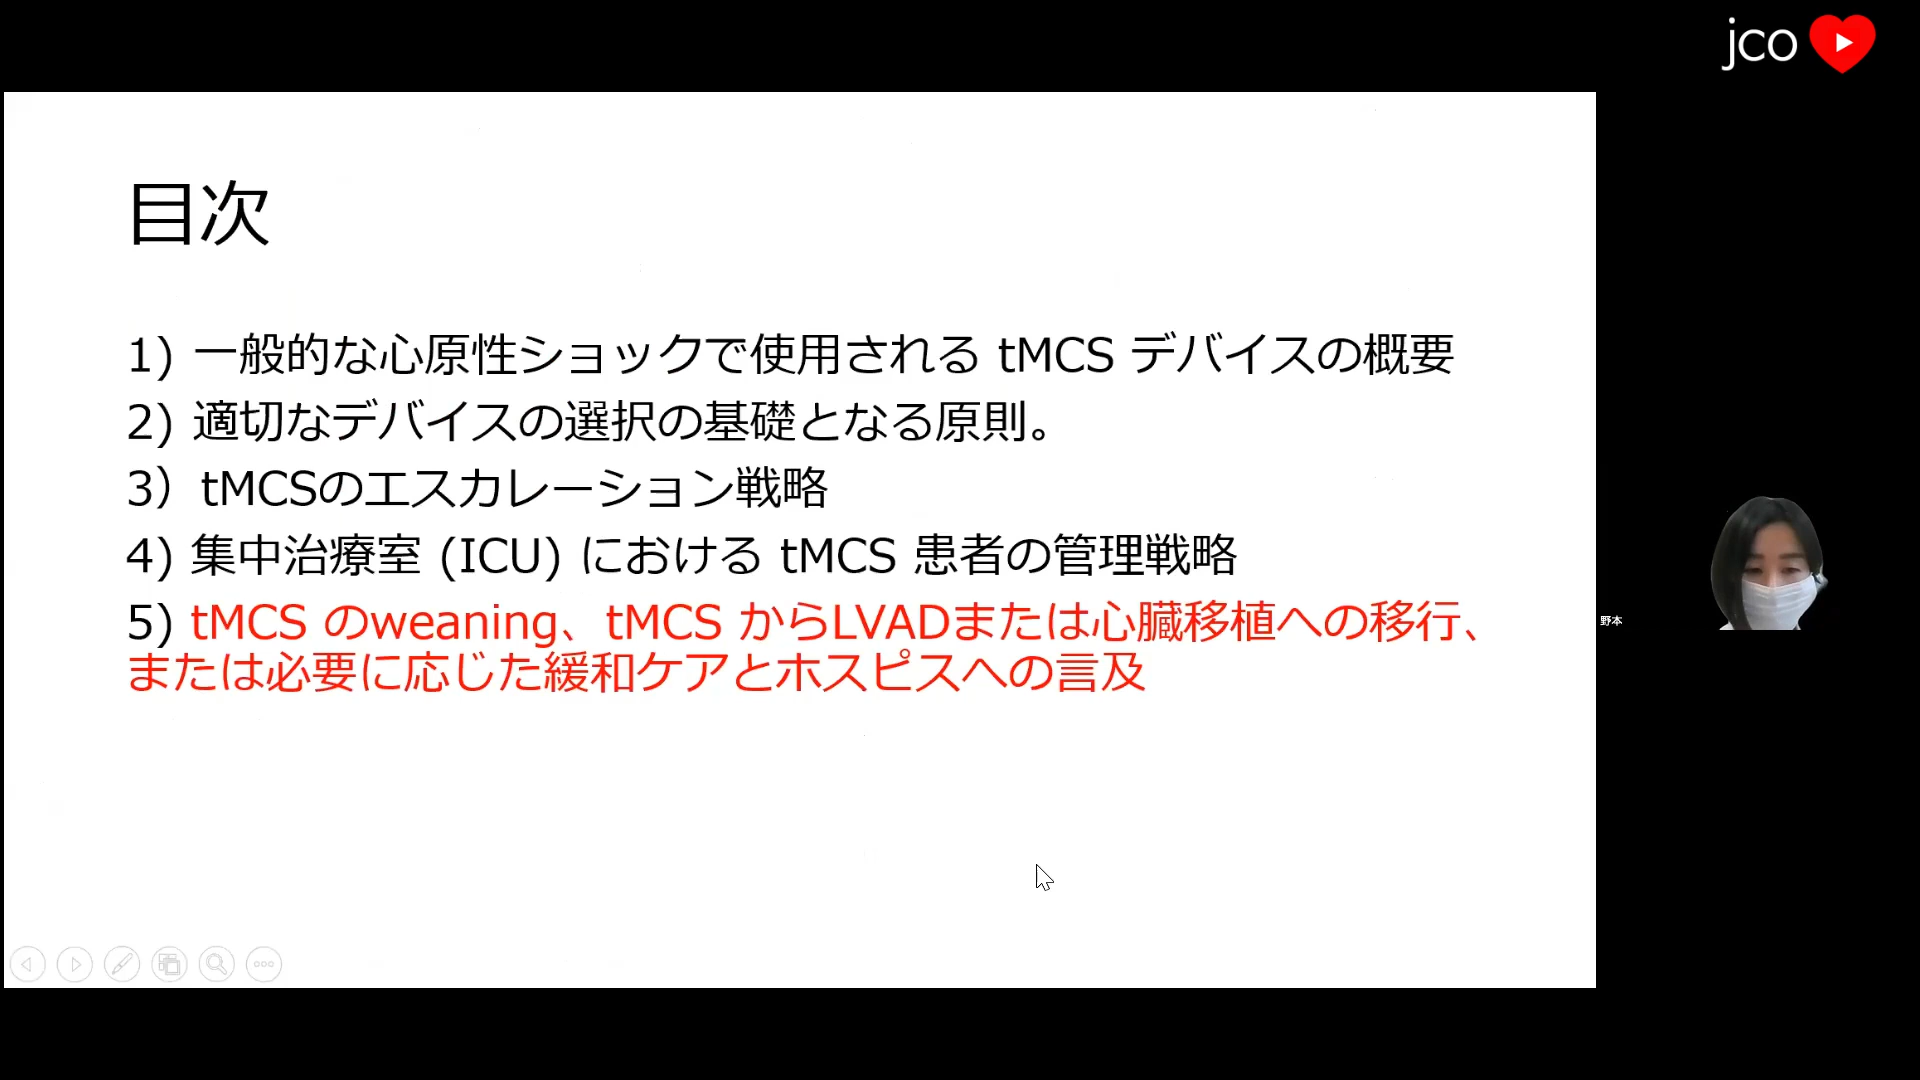 jco
目次
1) 一般的な心原性ショックで使用される tMCS デバイスの概要
2) 適切なデバイスの選択の基礎となる原則。
3）tMCSのエスカレーション戦略
4) 集中治療室 (ICU) における tMCS 患者の管理戦略
5) tMCS のweaning、tMCS からLVADまたは心臓移植への移行、
または必要に応じた緩和ケアとホスピスへの言及
野本